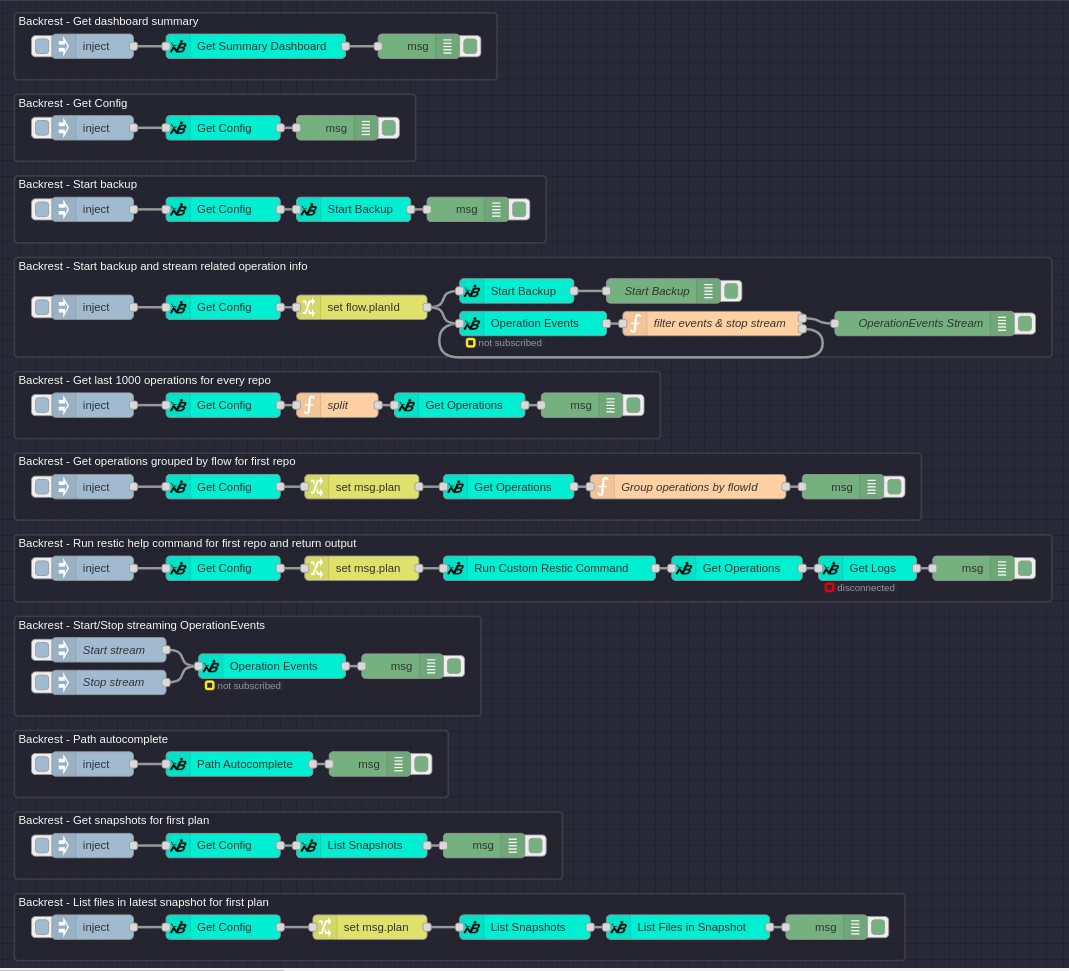 Backrest - Get dashboard summary
inject Get Summary Dashboard msg
Backrest - Get Config
inject Get Config msg
Backrest - Start backup
inject Get Config Start Backup msg
Backrest - Start backup and stream related operation info
Start Backup Start Backup
inject Get Config set flow.planId
Operation Events filter events & stop stream OperationEvents Stream
not subscribed
Backrest - Get last 1000 operations for every repo
inject Get Config split Get Operations msg
Backrest - Get operations grouped by flow for first repo
inject Get Config set msg.plan Get Operations Group operations by flowId msg
Backrest - Run restic help command for first repo and return output
inject Get Config set msg.plan Run Custom Restic Command Get Operations Get Logs msg
disconnected
Backrest - Start/Stop streaming OperationEvents
Start stream
Operation Events msg
Stop stream
not subscribed
Backrest - Path autocomplete
inject Path Autocomplete msg
Backrest - Get snapshots for first plan
inject Get Config List Snapshots msg
Backrest - List files in latest snapshot for first plan
inject Get Config set msg.plan List Snapshots List Files in Snapshot msg